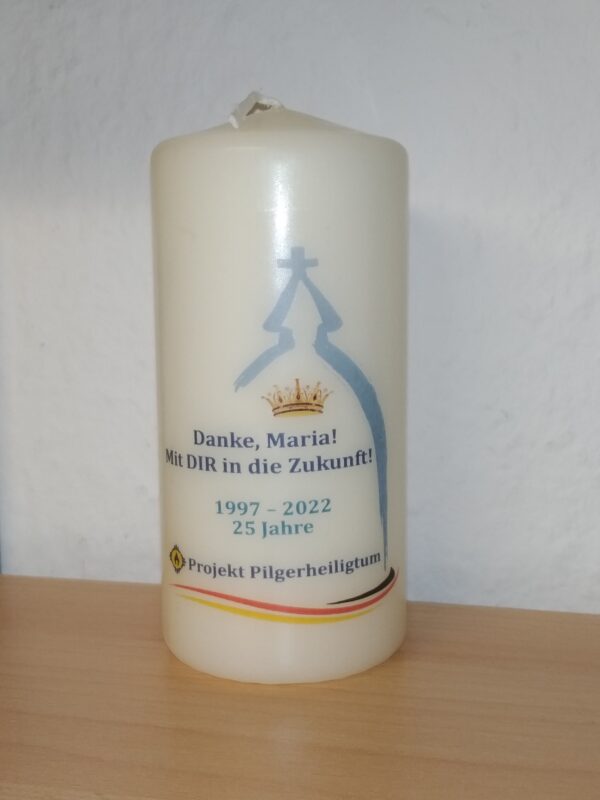 Danke, Maria!
Mit DIR in die Zukunft!
1997 – 2022
25 Jahre
Projekt Pilgerheiligtum